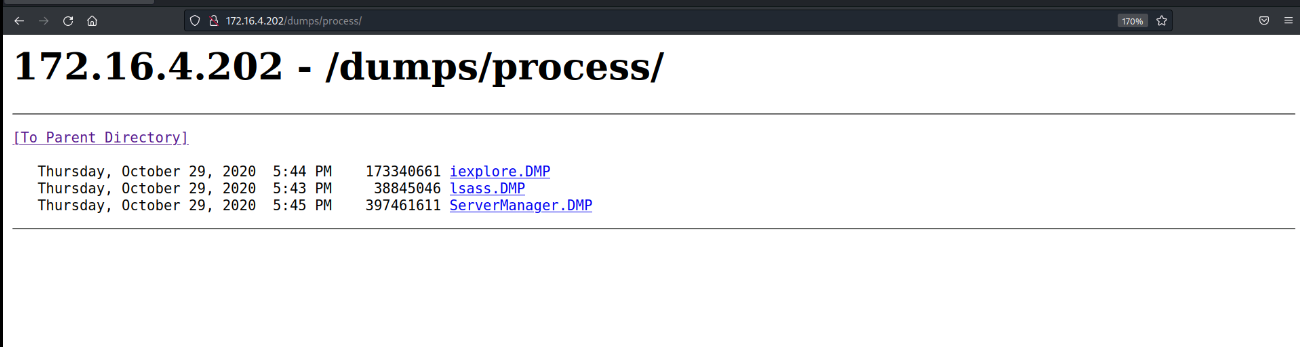 172.16.4.202/dumps/process/
170%
172.16.4.202 - /dumps/process/
[To Parent Directory]
Thursday, October 29, 2020 5:44 PM 173340661 iexplore.DMP
Thursday, October 29, 2020 5:43 PM 38845046 lsass.DMP
Thursday, October 29, 2020 5:45 PM 397461611 ServerManager.DMP